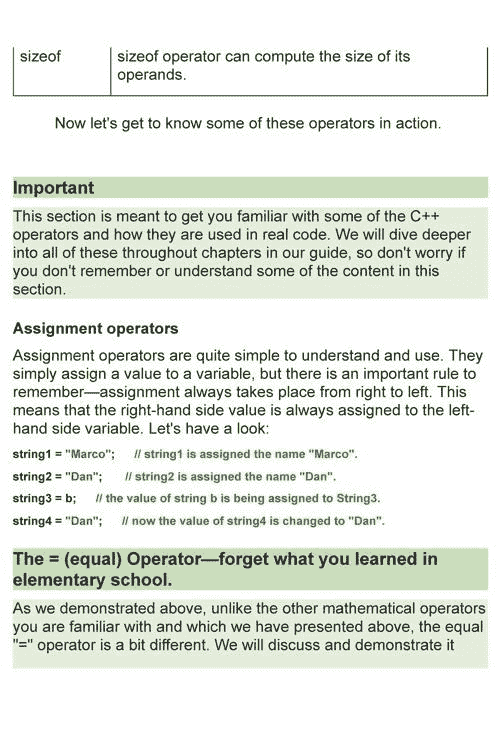 sizeof sizeof operator can compute the size of its
operands.
Now let's get to know some of these operators in action.
Important
This section is meant to get you familiar with some of the C++
operators and how they are used in real code. We will dive deeper
into all of these throughout chapters in our guide, so don't worry if
you don't remember or understand some of the content in this
section.
Assignment operators
Assignment operators are quite simple to understand and use. They
simply assign a value to a variable, but there is an important rule to
remember—assignment always takes place from right to left. This
means that the right-hand side value is always assigned to the left-
hand side variable. Let's have a look:
string1 = "Marco"; // string1 is assigned the name "Marco".
string2 = "Dan"; // string2 is assigned the name "Dan".
string3 = b; // the value of string b is being assigned to String3.
string4 = "Dan"; // now the value of string4 is changed to "Dan".
The = (equal) Operator—forget what you learned in
elementary school.
As we demonstrated above, unlike the other mathematical operators
you are familiar with and which we have presented above, the equal
"=" operator is a bit different. We will discuss and demonstrate it